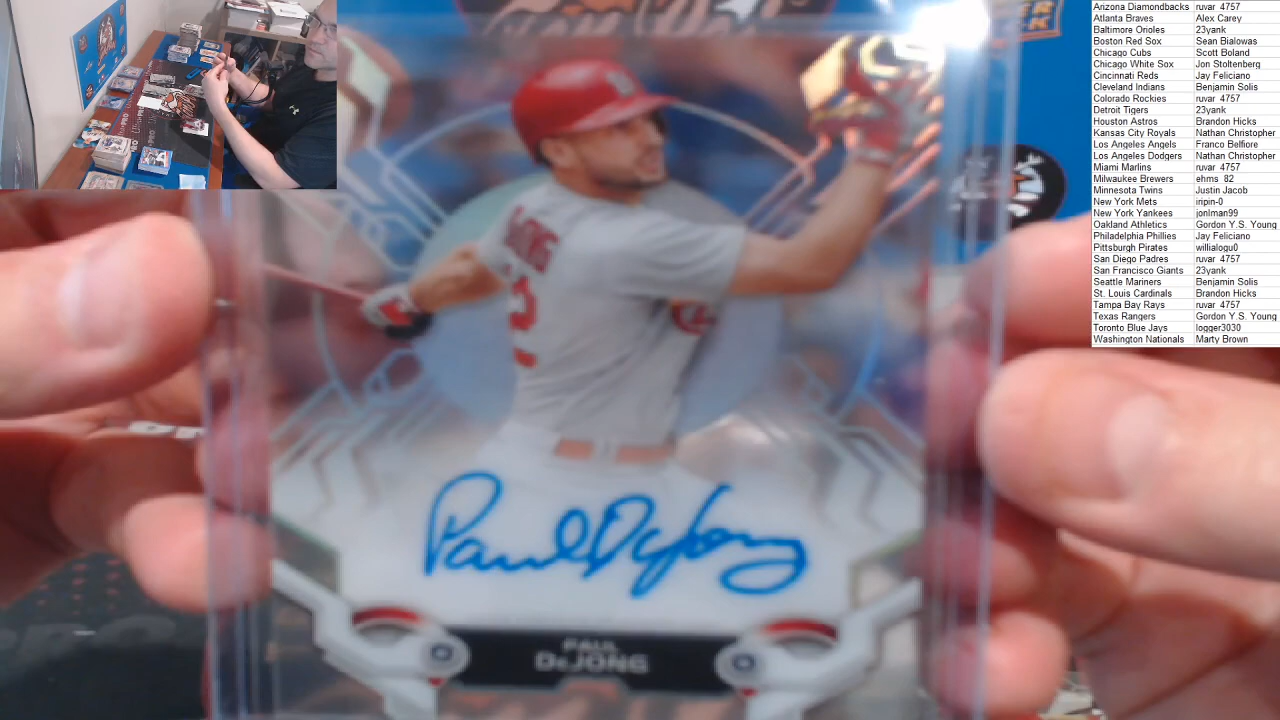 Arizona Diamondbacks ruvar 4757
Atlanta Braves Alex Carey
Baltimore Orioles 23yank
Boston Red Sox Sean Bialowas
Chicago Cubs Scott Boland
Chicago White Sox Jon Stoltenberg
Cincinnati Reds Jay Feliciano
Cleveland Indians Benjamin Solis
Colorado Rockies ruvar 4757
Detroit Tigers 23yank
Houston Astros Brandon Hicks
Kansas City Royals Nathan Christopher
Los Angeles Angels Franco Belfiore
Los Angeles Dodgers Nathan Christopher
Miami Marlins ruvar 4757
Milwaukee Brewers ehms 82
Minnesota Twins Justin Jacob
New York Mets iripin-0
New York Yankees jonlman99
Oakland Athletics Gordon Y.S. Young
Philadelphia Phillies Jay Feliciano
Pittsburgh Pirates willialogu0
San Diego Padres ruvar 4757
San Francisco Giants 23yank
Seattle Mariners Benjamin Solis
St. Louis Cardinals Brandon Hicks
Tampa Bay Rays ruvar 4757
Texas Rangers Gordon Y.S. Young
Toronto Blue Jays logger3030
Washington Nationals Marty Brown
Paul DeJong
PAUL
DeJONG